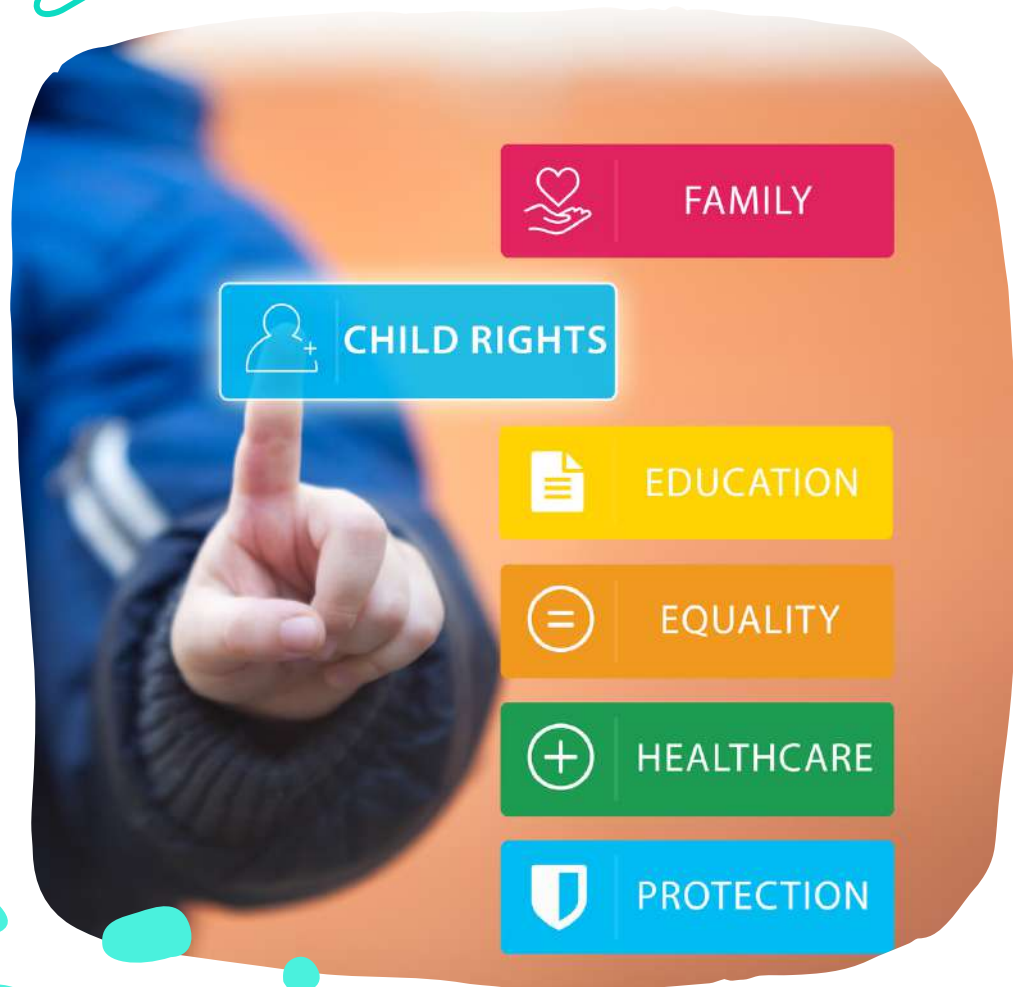 FAMILY
CHILD RIGHTS
EDUCATION
EQUALITY
HEALTHCARE
PROTECTION